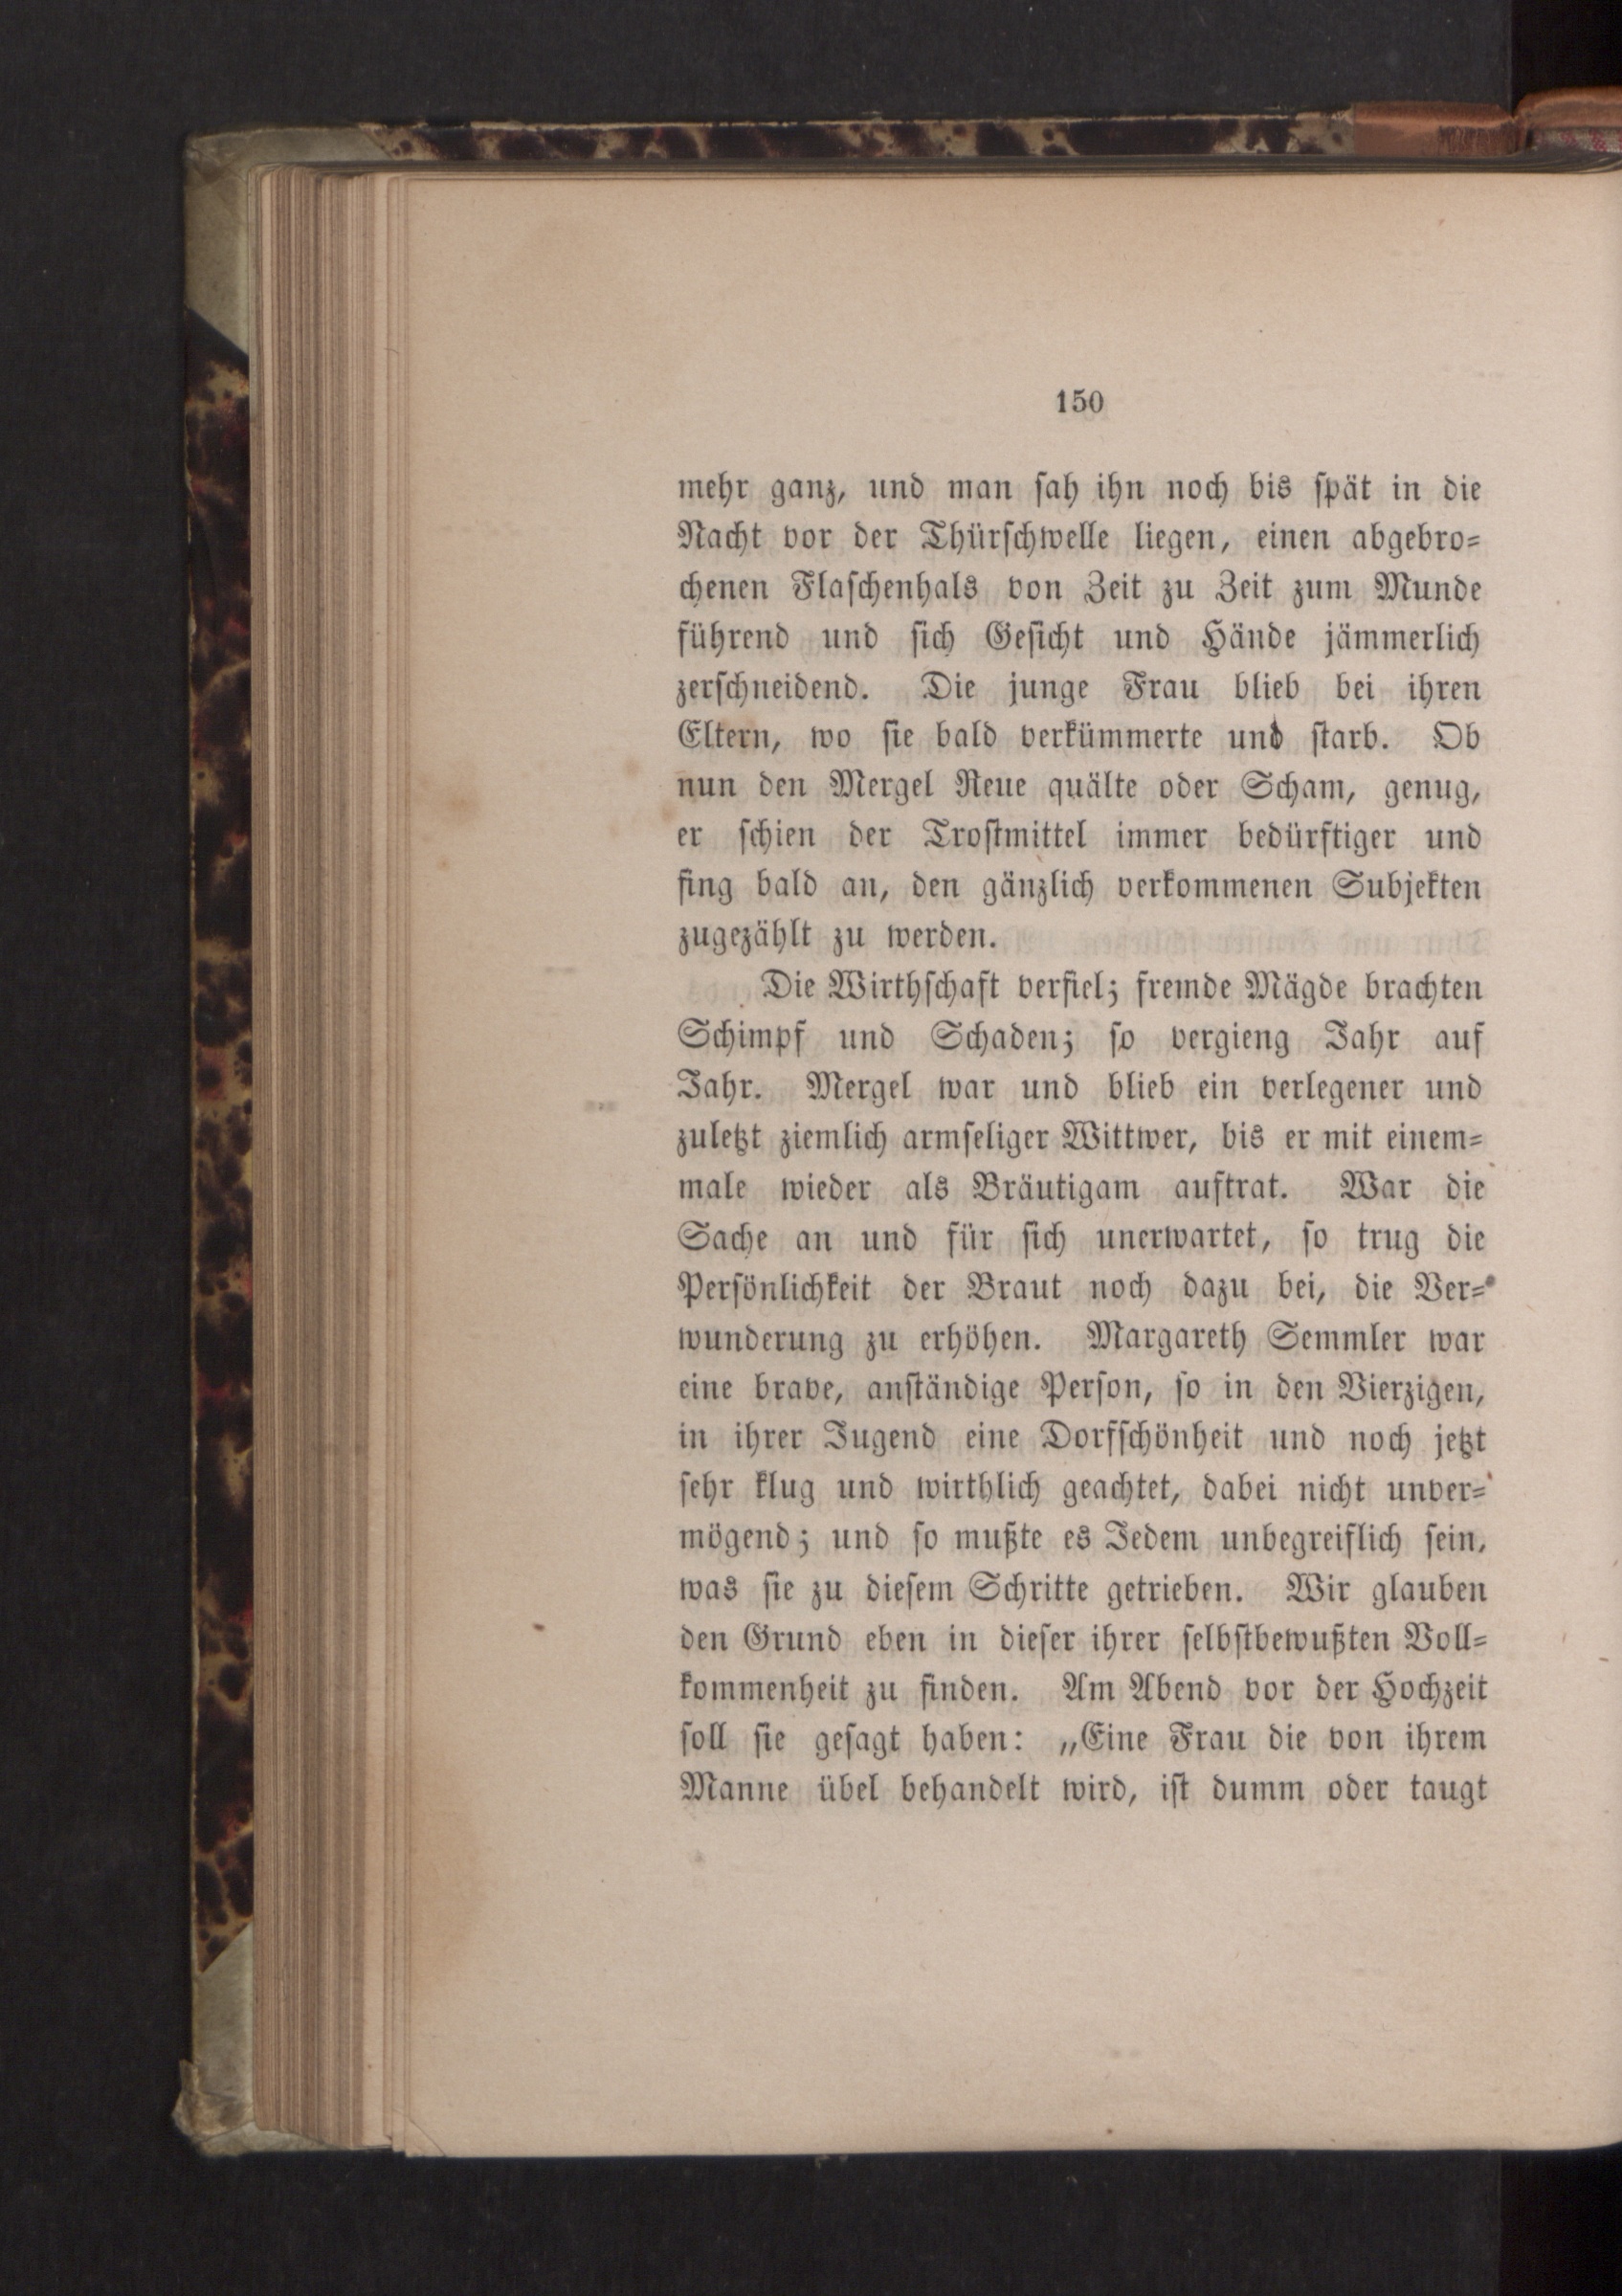 150
mehr ganz, und man ſah ihn noch bis ſpät in die
Nacht vor der Thürſchwelle liegen, einen abgebro⸗
chenen Flaſchenhals von Zeit zu Zeit zum Munde
führend und ſich Geſicht und Hände jämmerlich
zerſchneidend. Die junge Frau blieb bei ihren
Eltern, wo ſie bald verkümmerte und ſtarb. Ob
nun den Mergel Reue quälte oder Scham, genug,
er ſchien der Troſtmittel immer bedürftiger und
fing bald an, den gänzlich verkommenen Subjekten
zugezählt zu werden.
Die Wirthſchaft verfiel; fremde Mägde brachten
Schimpf und Schaden; ſo vergieng Jahr auf
Jahr. Mergel war und blieb ein verlegener und
zuletzt ziemlich armſeliger Wittwer, bis er mit einem⸗
male wieder als Bräutigam auftrat. War die
Sache an und für ſich unerwartet, ſo trug die
Perſönlichkeit der Braut noch dazu bei, die Ver⸗
wunderung zu erhöhen. Margareth Semmler war
eine brave, anſtändige Perſon, ſo in den Vierzigen,
in ihrer Jugend eine Dorfſchönheit und noch jetzt
ſehr klug und wirthlich geachtet, dabei nicht unver⸗
mögend; und ſo mußte es Jedem unbegreiflich ſein,
was ſie zu dieſem Schritte getrieben. Wir glauben
den Grund eben in dieſer ihrer ſelbſtbewußten Voll⸗
kommenheit zu finden. Am Abend vor der Hochzeit
ſoll ſie geſagt haben: „Eine Frau die von ihrem
Manne übel behandelt wird, iſt dumm oder taugt